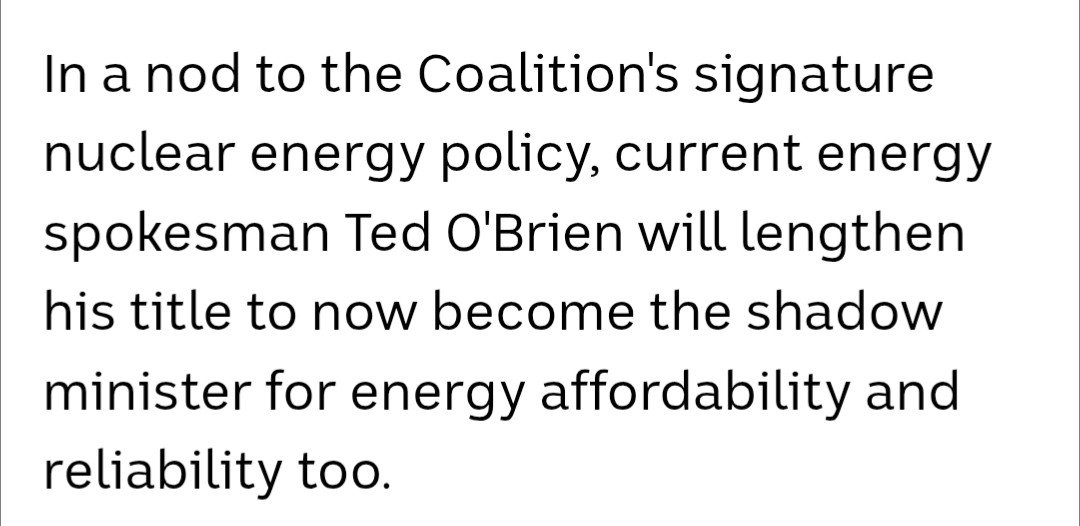 In a nod to the Coalition's signature
nuclear energy policy, current energy
spokesman Ted O'Brien will lengthen
his title to now become the shadow
minister for energy affordability and
reliability too.